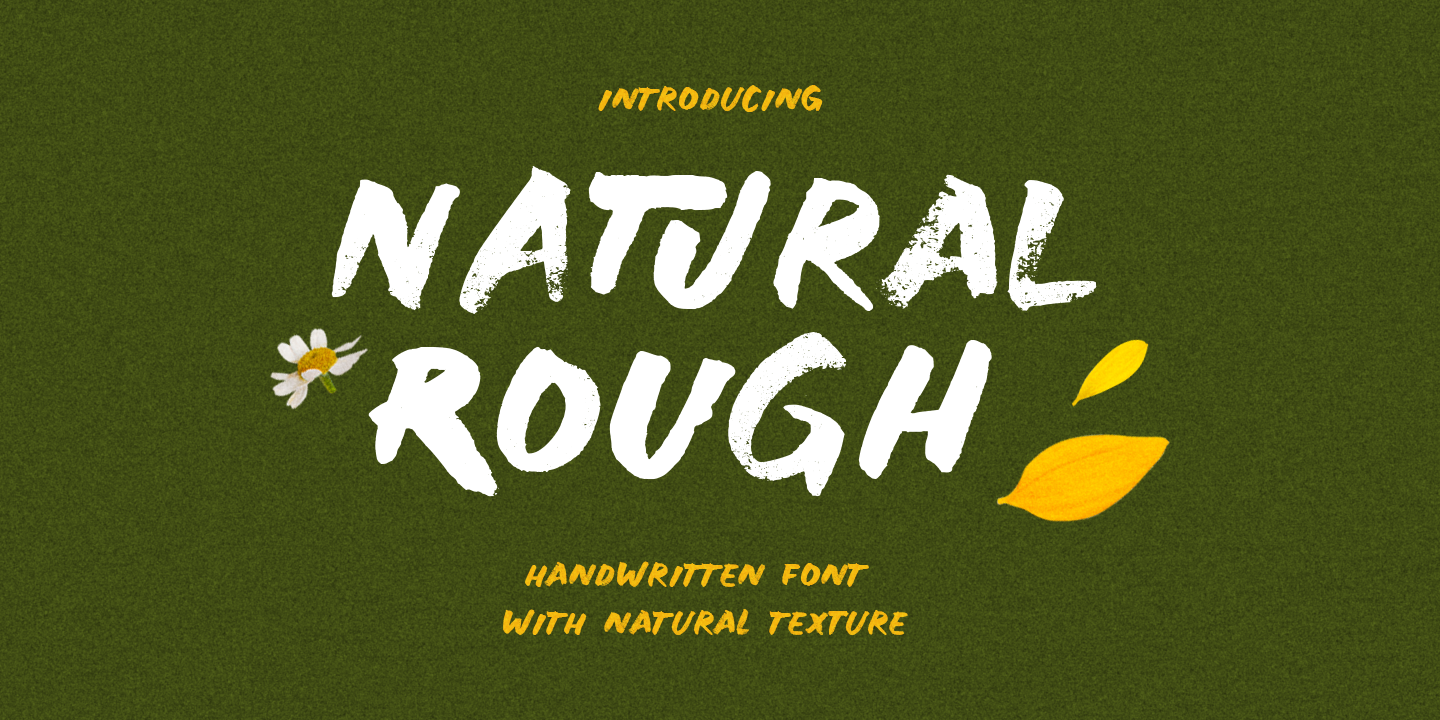 INTRODUCING
NATURAL
ROUGH
HANDWRITTEN FONT
WITH NATURAL TEXTURE